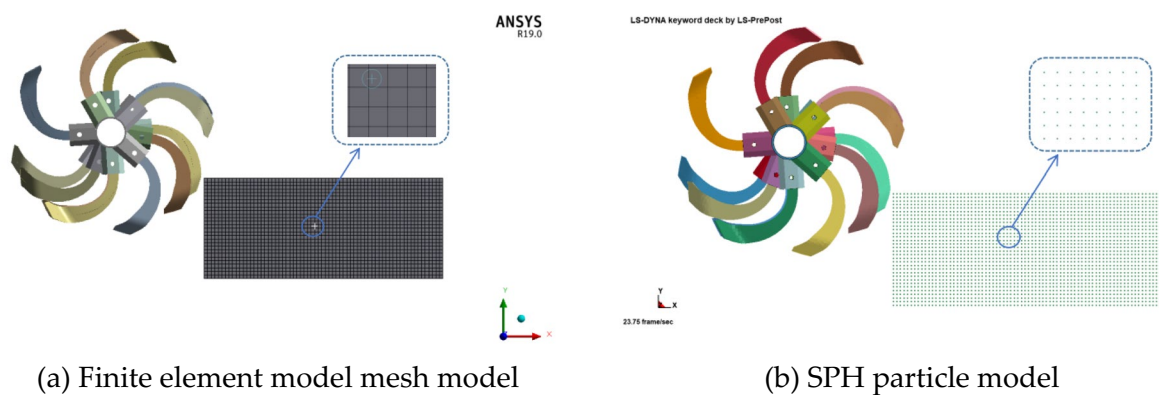 ANSYS
R19.0
Y
X
(a) Finite element model mesh model
LS-DYNA keyword deck by LS-PrePost
Y
X
23.75 frame/sec
(b) SPH particle model